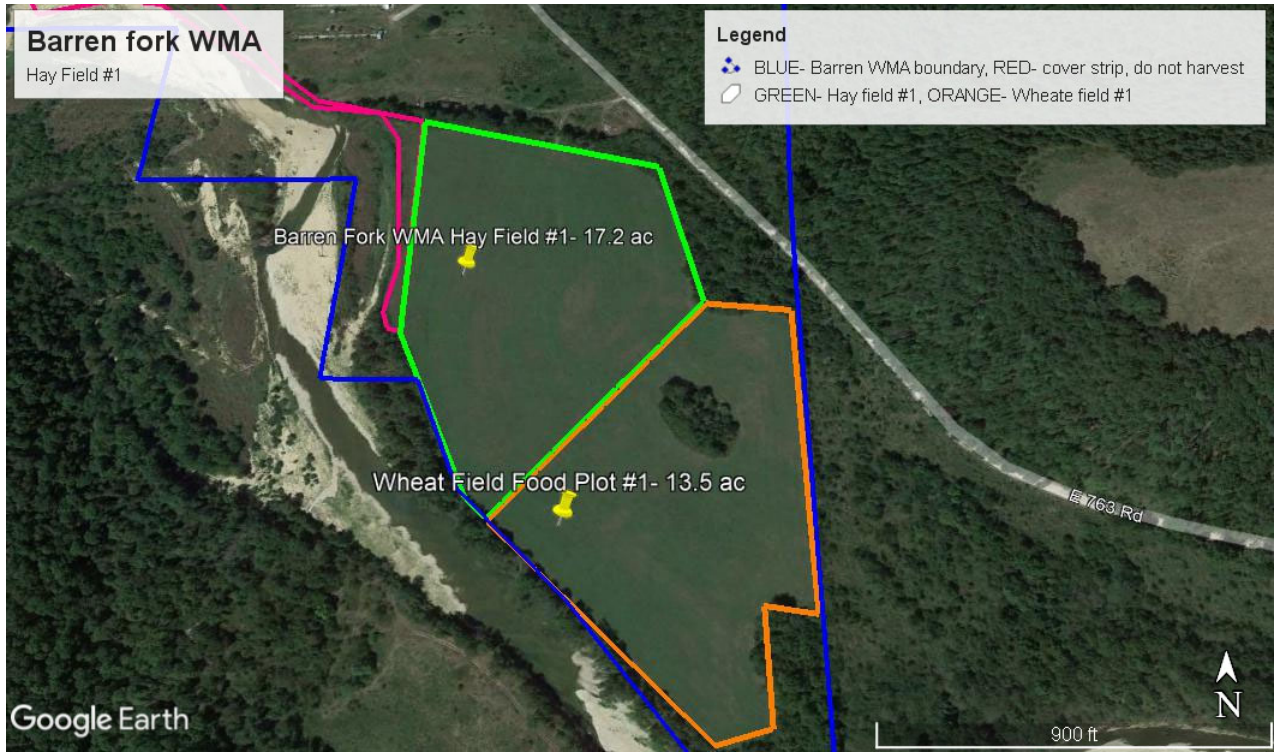 Barren fork WMA
Hay Field #1
Legend
BLUE- Barren WMA boundary, RED- cover strip, do not harvest
GREEN- Hay field #1, ORANGE- Wheate field #1
Barren Fork WMA Hay Field #1- 17.2 ac
Wheat Field Food Plot #1- 13.5 ac
E 763 Rd
N
Google Earth
900 ft